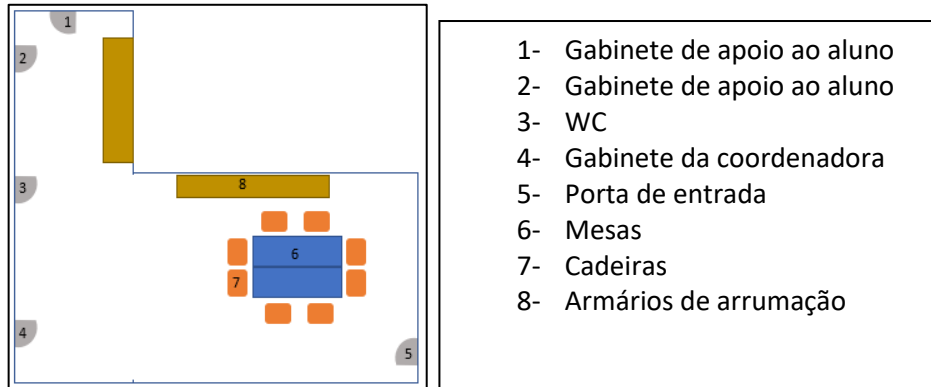 1
2
8
3
6
7
4
5
1- Gabinete de apoio ao aluno
2- Gabinete de apoio ao aluno
3- WC
4- Gabinete da coordenadora
5- Porta de entrada
6- Mesas
7- Cadeiras
8- Armários de arrumação